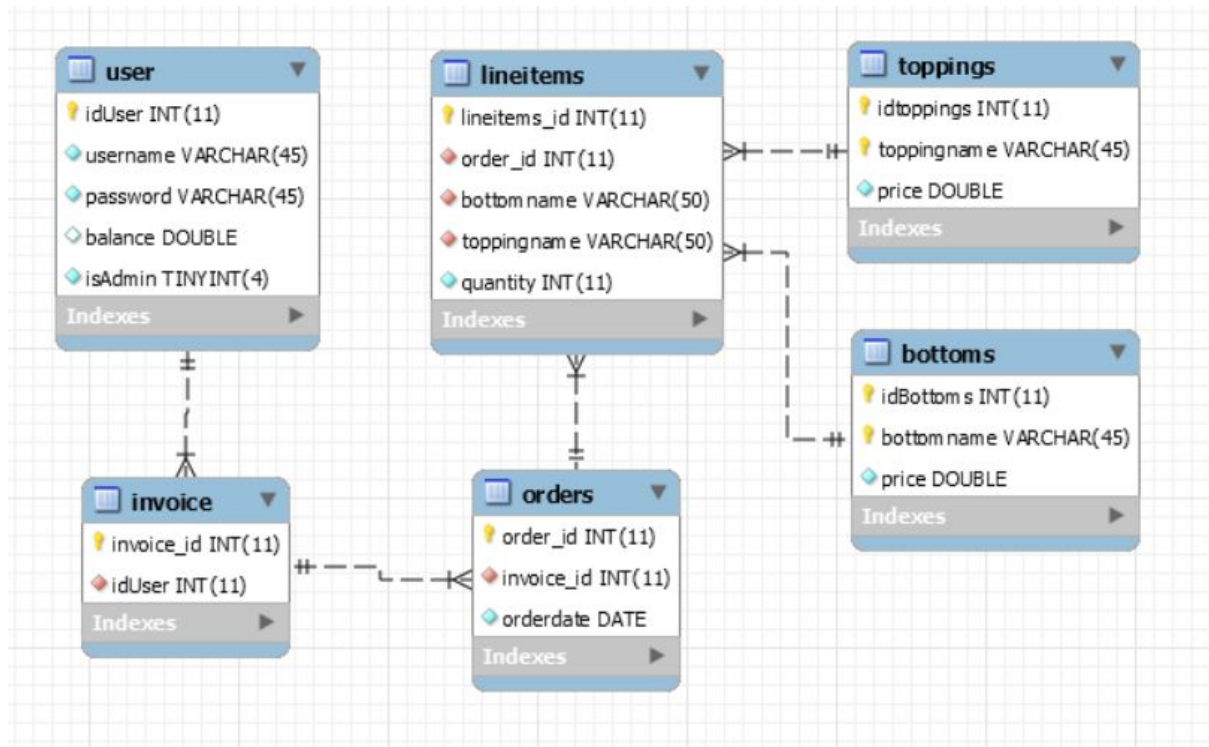 user
idUser INT(11)
username VARCHAR(45)
password VARCHAR(45)
balance DOUBLE
isAdmin TINYINT(4)
Indexes
lineitems
lineitems_id INT(11)
order_id INT(11)
bottomname VARCHAR(50)
toppingname VARCHAR(50)
quantity INT(11)
Indexes
toppings
idtoppings INT(11)
toppingname VARCHAR(45)
price DOUBLE
Indexes
bottoms
idBottoms INT(11)
bottomname VARCHAR(45)
price DOUBLE
Indexes
invoice
invoice_id INT(11)
idUser INT(11)
Indexes
orders
order_id INT(11)
invoice_id INT(11)
orderdate DATE
Indexes